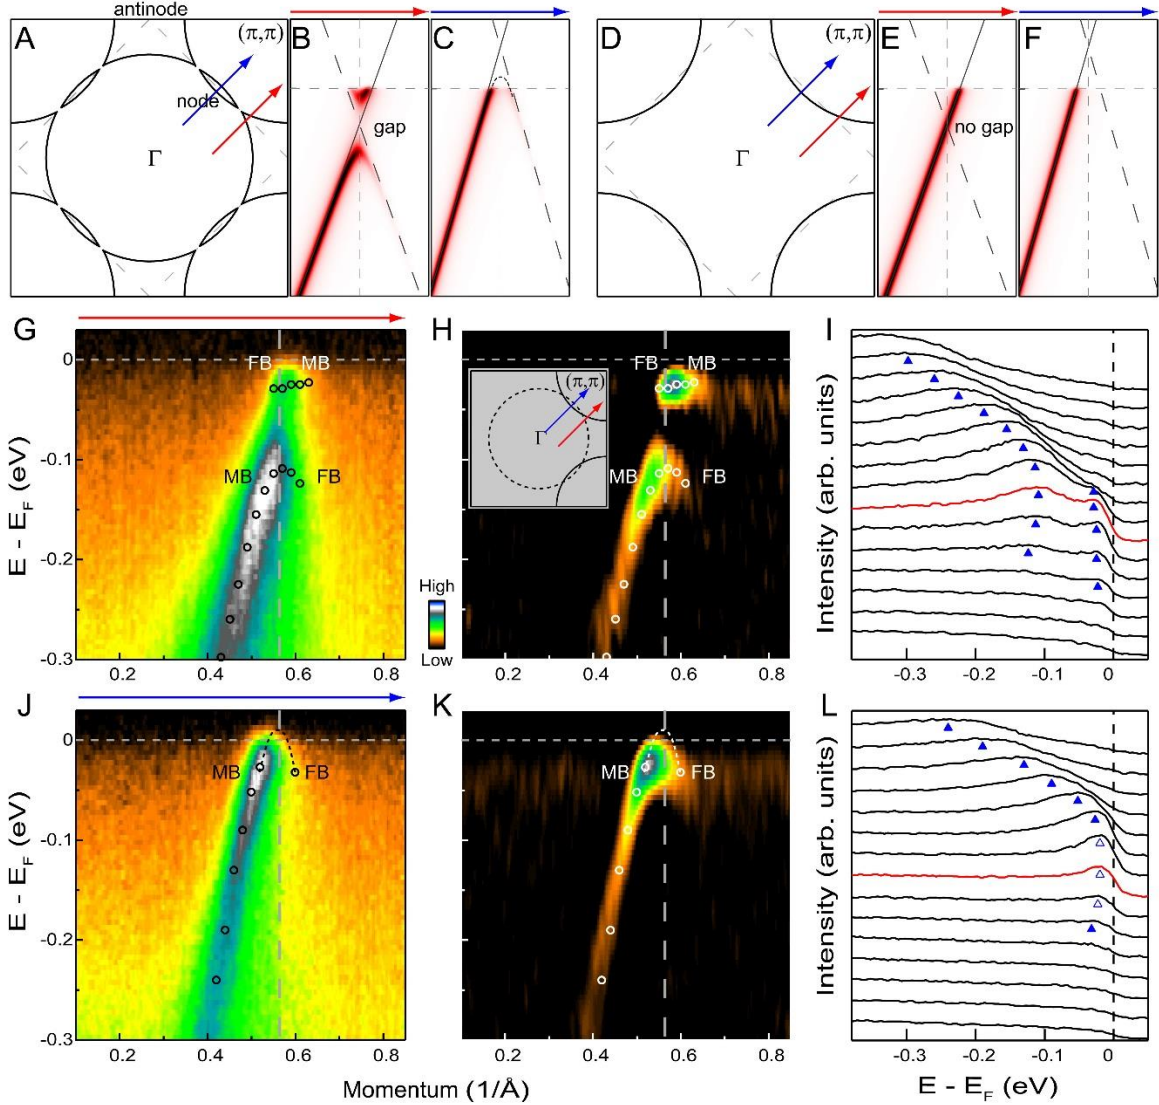 antinode
A
(π,π)
node
Γ
B
gap
C
D
(π,π)
Γ
E
no gap
F
G
FB
MB
MB
FB
0
-0.1
-0.2
-0.3
E - E_F (eV)
0.2
0.4
0.6
0.8
H
FB
MB
(π,π)
Γ
MB
FB
High
Low
0.2
0.4
0.6
0.8
I
Intensity (arb. units)
-0.3
-0.2
-0.1
0
J
MB
FB
0
-0.1
-0.2
-0.3
E - E_F (eV)
0.2
0.4
0.6
0.8
K
MB
FB
0.2
0.4
0.6
0.8
Momentum (1/Å)
L
Intensity (arb. units)
-0.3
-0.2
-0.1
0
E - E_F (eV)